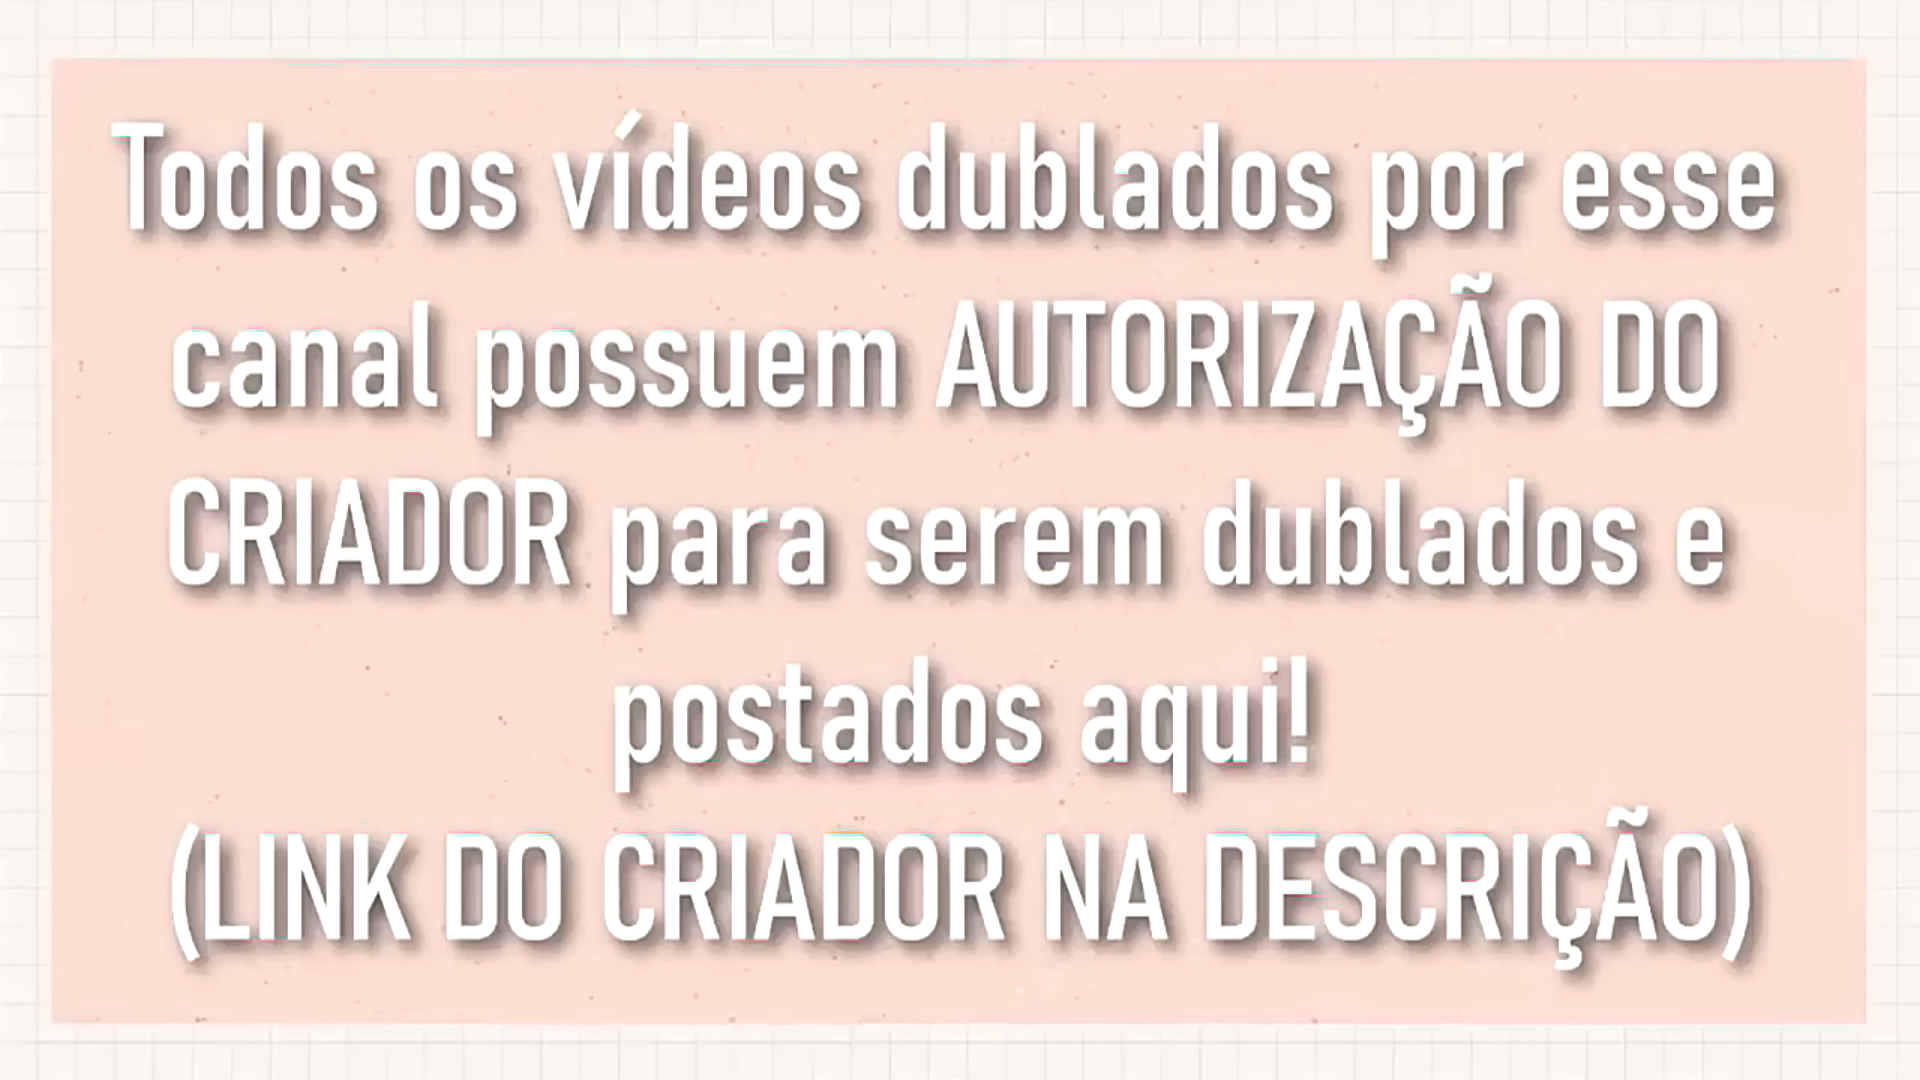 Todos os vídeos dublados por esse
canal possuem AUTORIZAÇÃO DO
CRIADOR para serem dublados e
postados aqui!
(LINK DO CRIADOR NA DESCRIÇÃO)